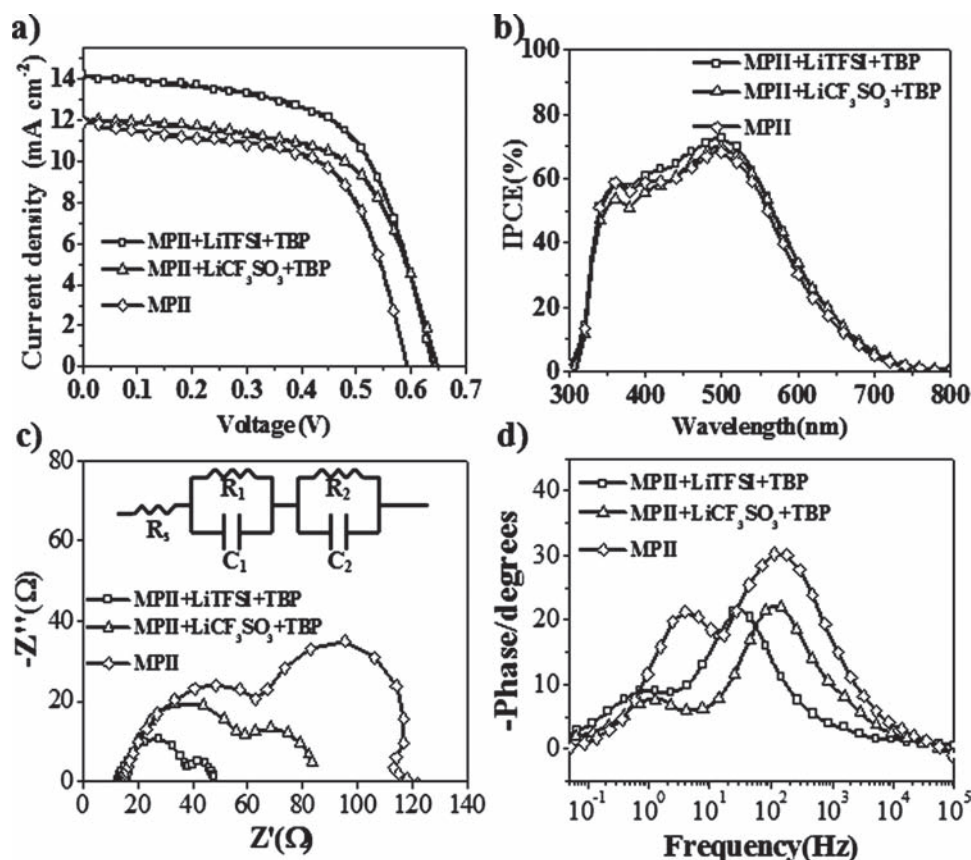 a)
Current density (mA cm⁻²)
14
12
10
8
6
4
2
0
MPII+LiTFSI+TBP
MPII+LiCF₃SO₃+TBP
MPII
0.0 0.1 0.2 0.3 0.4 0.5 0.6 0.7
Voltage (V)
b)
IPCE(%)
100
80
60
40
20
0
MPII+LiTFSI+TBP
MPII+LiCF₃SO₃+TBP
MPII
300 400 500 600 700 800
Wavelength(nm)
c)
-Z''(Ω)
80
60
40
20
0
R₁
R₂
Rₛ
C₁
C₂
MPII+LiTFSI+TBP
MPII+LiCF₃SO₃+TBP
MPII
0 20 40 60 80 100 120 140
Z'(Ω)
d)
-Phase/degrees
40
30
20
10
0
MPII+LiTFSI+TBP
MPII+LiCF₃SO₃+TBP
MPII
10⁻¹ 10⁰ 10¹ 10² 10³ 10⁴ 10⁵
Frequency(Hz)